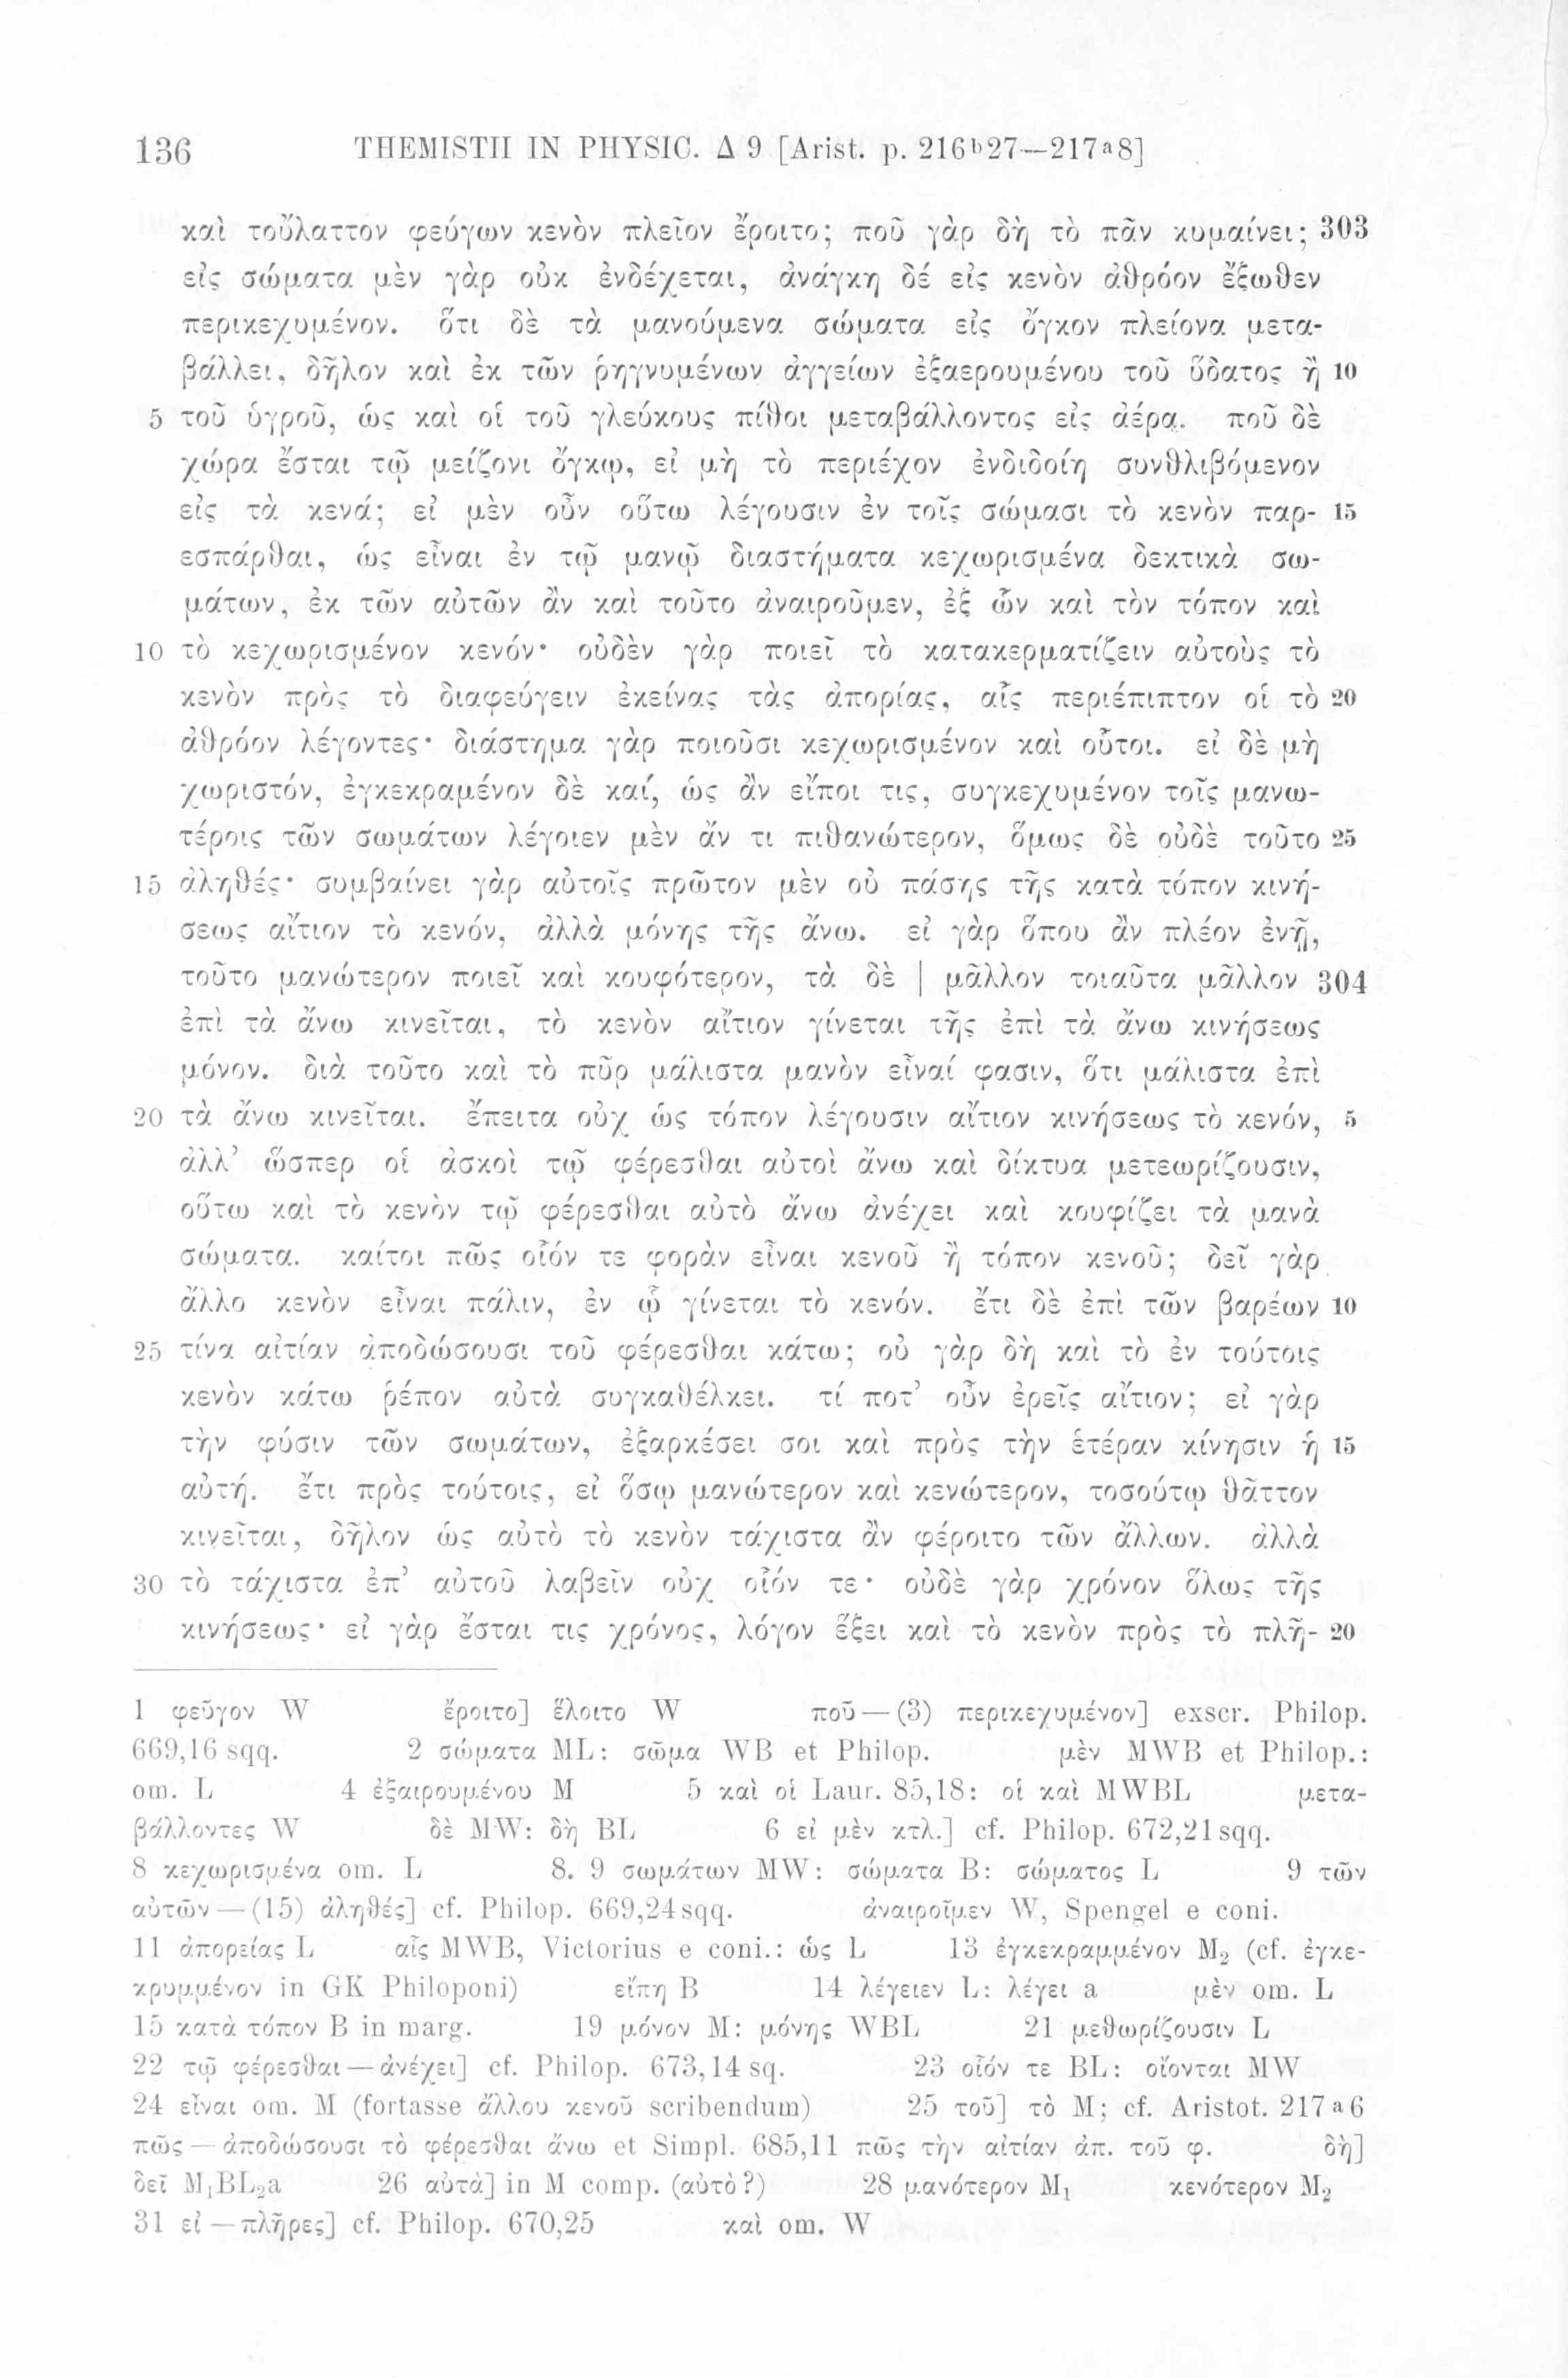 136 THEMISTII IN PHYSIC. Δ 9 [Arist. p. 216ᵇ27—217ᵃ8]
καὶ τοὔλαττον φεύγων κενὸν πλεῖον ἔροιτο; ποῦ γὰρ δὴ τὸ πᾶν κυμαίνει; 303
εἰς σώματα μὲν γὰρ οὐκ ἐνδέχεται, ἀνάγκη δέ εἰς κενὸν ἀθρόον ἔξωθεν
περικεχυμένον. ὅτι δὲ τὰ μανούμενα σώματα εἰς ὄγκον πλείονα μετα-
βάλλει, δῆλον καὶ ἐκ τῶν ῥηγνυμένων ἀγγείων ἐξαερουμένου τοῦ ὕδατος ἢ 10
5 τοῦ ὑγροῦ, ὡς καὶ οἱ τοῦ γλεύκους πίθοι μεταβάλλοντος εἰς ἀέρα. ποῦ δὲ
χώρα ἔσται τῷ μείζονι ὄγκῳ, εἰ μὴ τὸ περιέχον ἐνδιδοίη συνθλιβόμενον
εἰς τὰ κενά; εἰ μὲν οὖν οὕτω λέγουσιν ἐν τοῖς σώμασι τὸ κενὸν παρ- 15
εσπάρθαι, ὡς εἶναι ἐν τῷ μανῷ διαστήματα κεχωρισμένα δεκτικὰ σω-
μάτων, ἐκ τῶν αὐτῶν ἂν καὶ τοῦτο ἀναιροῦμεν, ἐξ ὧν καὶ τὸν τόπον καὶ
10 τὸ κεχωρισμένον κενόν· οὐδὲν γὰρ ποιεῖ τὸ κατακερματίζειν αὐτοὺς τὸ
κενὸν πρὸς τὸ διαφεύγειν ἐκείνας τὰς ἀπορίας, αἷς περιέπιπτον οἱ τὸ 20
ἀθρόον λέγοντες· διάστημα γὰρ ποιοῦσι κεχωρισμένον καὶ οὗτοι. εἰ δὲ μὴ
χωριστόν, ἐγκεκραμένον δὲ καί, ὡς ἂν εἴποι τις, συγκεχυμένον τοῖς μανω-
τέροις τῶν σωμάτων λέγοιεν μὲν ἄν τι πιθανώτερον, ὅμως δὲ οὐδὲ τοῦτο 25
15 ἀληθές· συμβαίνει γὰρ αὐτοῖς πρῶτον μὲν οὐ πάσης τῆς κατὰ τόπον κινή-
σεως αἴτιον τὸ κενόν, ἀλλὰ μόνης τῆς ἄνω. εἰ γὰρ ὅπου ἂν πλέον ἐνῇ,
τοῦτο μανώτερον ποιεῖ καὶ κουφότερον, τὰ δὲ | μᾶλλον τοιαῦτα μᾶλλον 304
ἐπὶ τὰ ἄνω κινεῖται, τὸ κενὸν αἴτιον γίνεται τῆς ἐπὶ τὰ ἄνω κινήσεως
μόνον. διὰ τοῦτο καὶ τὸ πῦρ μάλιστα μανὸν εἶναί φασιν, ὅτι μάλιστα ἐπὶ
20 τὰ ἄνω κινεῖται. ἔπειτα οὐχ ὡς τόπον λέγουσιν αἴτιον κινήσεως τὸ κενόν, 5
ἀλλ’ ὥσπερ οἱ ἀσκοὶ τῷ φέρεσθαι αὐτοὶ ἄνω καὶ δίκτυα μετεωρίζουσιν,
οὕτω καὶ τὸ κενὸν τῷ φέρεσθαι αὐτὸ ἄνω ἀνέχει καὶ κουφίζει τὰ μανὰ
σώματα. καίτοι πῶς οἷόν τε φορὰν εἶναι κενοῦ ἢ τόπον κενοῦ; δεῖ γὰρ
ἄλλο κενὸν εἶναι πάλιν, ἐν ᾧ γίνεται τὸ κενόν. ἔτι δὲ ἐπὶ τῶν βαρέων 10
25 τίνα αἰτίαν ἀποδώσουσι τοῦ φέρεσθαι κάτω; οὐ γὰρ δὴ καὶ τὸ ἐν τούτοις
κενὸν κάτω ῥέπον αὐτὰ συγκαθέλκει. τί ποτ’ οὖν ἐρεῖς αἴτιον; εἰ γὰρ
τὴν φύσιν τῶν σωμάτων, ἐξαρκέσει σοι καὶ πρὸς τὴν ἑτέραν κίνησιν ἡ 15
αὐτή. ἔτι πρὸς τούτοις, εἰ ὅσῳ μανώτερον καὶ κενώτερον, τοσούτῳ θᾶττον
κινεῖται, δῆλον ὡς αὐτὸ τὸ κενὸν τάχιστα ἂν φέροιτο τῶν ἄλλων. ἀλλὰ
30 τὸ τάχιστα ἐπ’ αὐτοῦ λαβεῖν οὐχ οἷόν τε· οὐδὲ γὰρ χρόνον ὅλως τῆς
κινήσεως· εἰ γὰρ ἔσται τις χρόνος, λόγον ἕξει καὶ τὸ κενὸν πρὸς τὸ πλῆ- 20
1 φεῦγον W ἔροιτο] ἕλοιτο W ποῦ — (3) περικεχυμένον] exscr. Philop.
669,16 sqq. 2 σώματα ML: σῶμα WB et Philop. μὲν MWB et Philop.:
om. L 4 ἐξαιρουμένου M 5 καὶ οἱ Laur. 85,18: οἱ καὶ MWBL μετα-
βάλλοντες W δὲ MW: δὴ BL 6 εἰ μὲν κτλ.] cf. Philop. 672,21 sqq.
8 κεχωρισμένα om. L 8. 9 σωμάτων MW: σώματα B: σώματος L 9 τῶν
αὐτῶν — (15) ἀληθές] cf. Philop. 669,24 sqq. ἀναιροῖμεν W, Spengel e coni.
11 ἀπορείας L αἷς MWB, Victorius e coni.: ὡς L 13 ἐγκεκραμμένον M₂ (cf. ἐγκε-
κρυμμένον in GK Philoponi) εἴπη B 14 λέγειεν L: λέγει a μὲν om. L
15 κατὰ τόπον B in marg. 19 μόνον M: μόνης WBL 21 μεθωρίζουσιν L
22 τῷ φέρεσθαι — ἀνέχει] cf. Philop. 673,14 sq. 23 οἷόν τε BL: οἴονται MW
24 εἶναι om. M (fortasse ἄλλου κενοῦ scribendum) 25 τοῦ] τὸ M; cf. Aristot. 217ᵃ6
πῶς — ἀποδώσουσι τὸ φέρεσθαι ἄνω et Simpl. 685,11 πῶς τὴν αἰτίαν ἀπ. τοῦ φ. δὴ]
δεῖ M₁BL₂a 26 αὐτὰ] in M comp. (αὐτὸ?) 28 μανότερον M₁ κενότερον M₂
31 εἰ — πλῆρες] cf. Philop. 670,25 καὶ om. W